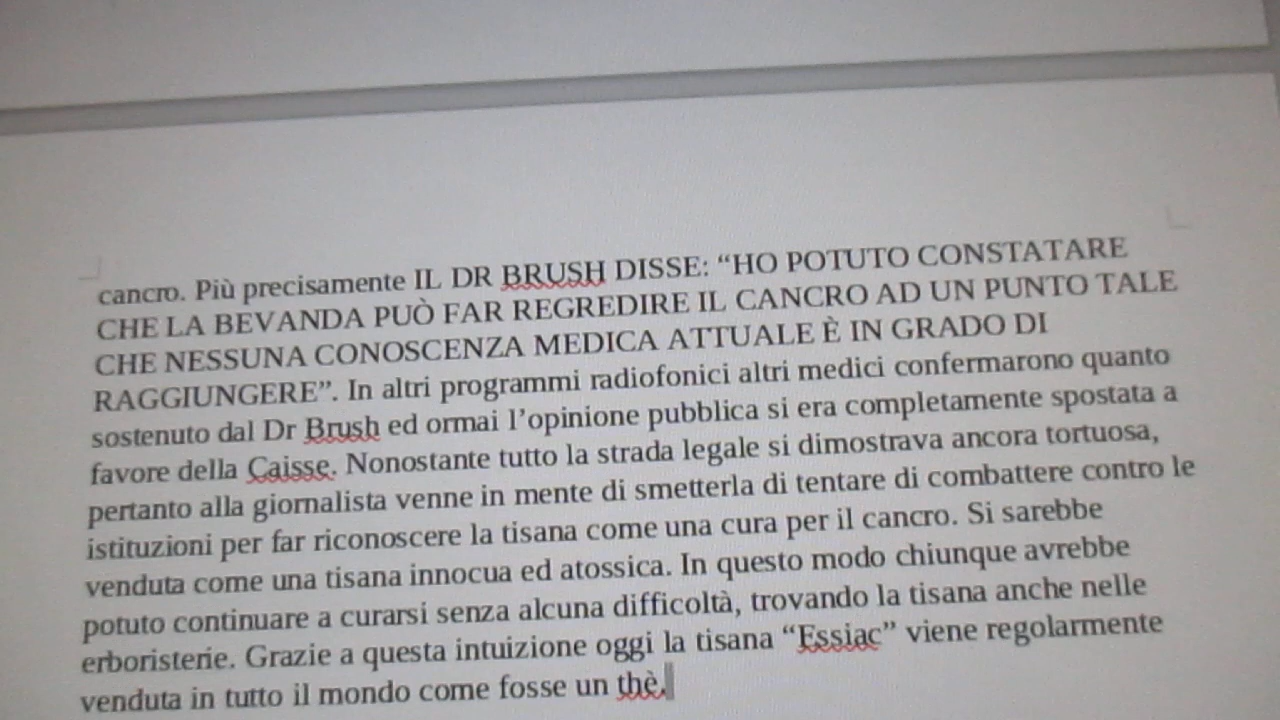 cancro. Più precisamente IL DR BRUSH DISSE: “HO POTUTO CONSTATARE
CHE LA BEVANDA PUÒ FAR REGREDIRE IL CANCRO AD UN PUNTO TALE
CHE NESSUNA CONOSCENZA MEDICA ATTUALE È IN GRADO DI
RAGGIUNGERE”. In altri programmi radiofonici altri medici confermarono quanto
sostenuto dal Dr Brush ed ormai l’opinione pubblica si era completamente spostata a
favore della Caisse. Nonostante tutto la strada legale si dimostrava ancora tortuosa,
pertanto alla giornalista venne in mente di smetterla di tentare di combattere contro le
istituzioni per far riconoscere la tisana come una cura per il cancro. Si sarebbe
venduta come una tisana innocua ed atossica. In questo modo chiunque avrebbe
potuto continuare a curarsi senza alcuna difficoltà, trovando la tisana anche nelle
erboristerie. Grazie a questa intuizione oggi la tisana “Essiac” viene regolarmente
venduta in tutto il mondo come fosse un thè.